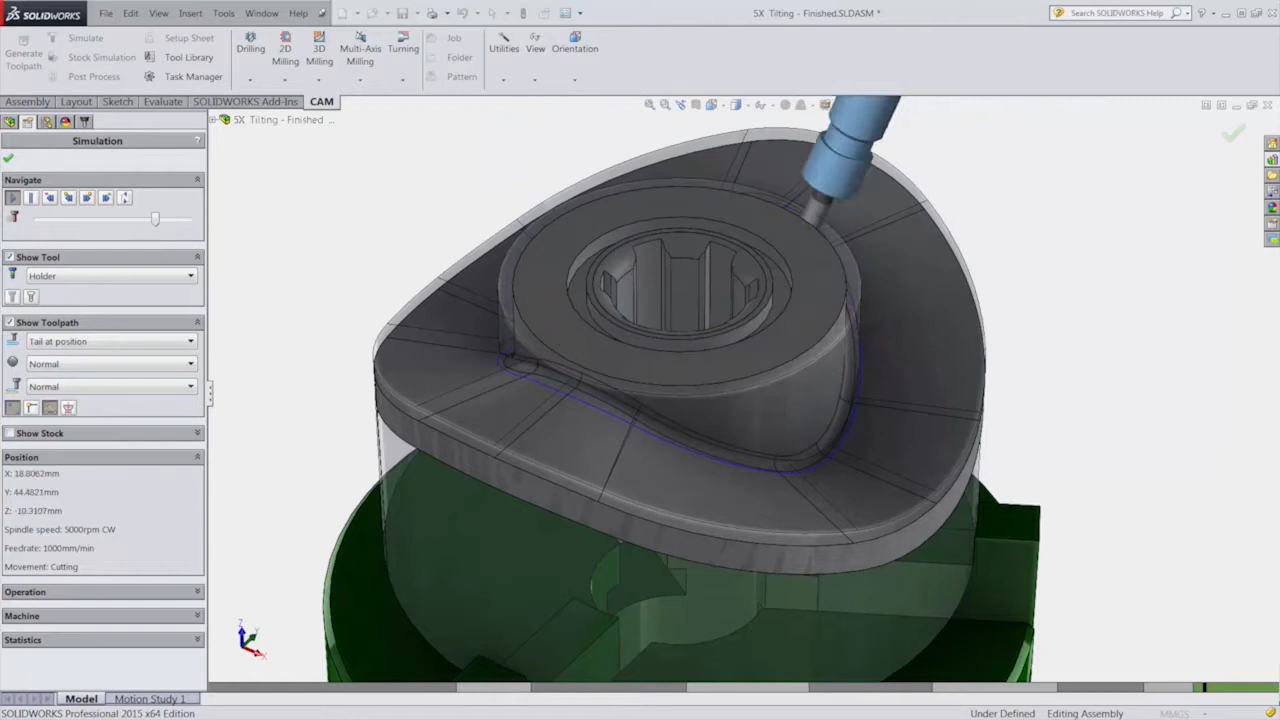 SOLIDWORKS File Edit View Insert Tools Window Help 5X Tilting - Finished.SLDASM * Search SOLIDWORKS Help
Generate Toolpath
Simulate Setup Sheet
Stock Simulation Tool Library
Post Process Task Manager
Drilling 2D Milling 3D Milling Multi-Axis Milling Turning
Job
Folder
Pattern
Utilities View Orientation
Assembly Layout Sketch Evaluate SOLIDWORKS Add-Ins CAM
5X Tilting - Finished ...
Simulation ?
Navigate
Show Tool
Holder
Show Toolpath
Tail at position
Normal
Normal
Show Stock
Position
X: 18.8062mm
Y: 44.4821mm
Z: -10.3107mm
Spindle speed: 5000rpm CW
Feedrate: 1000mm/min
Movement: Cutting
Operation
Machine
Statistics
Z
Y
X
Model Motion Study 1
SOLIDWORKS Professional 2015 x64 Edition Under Defined Editing Assembly MMGS